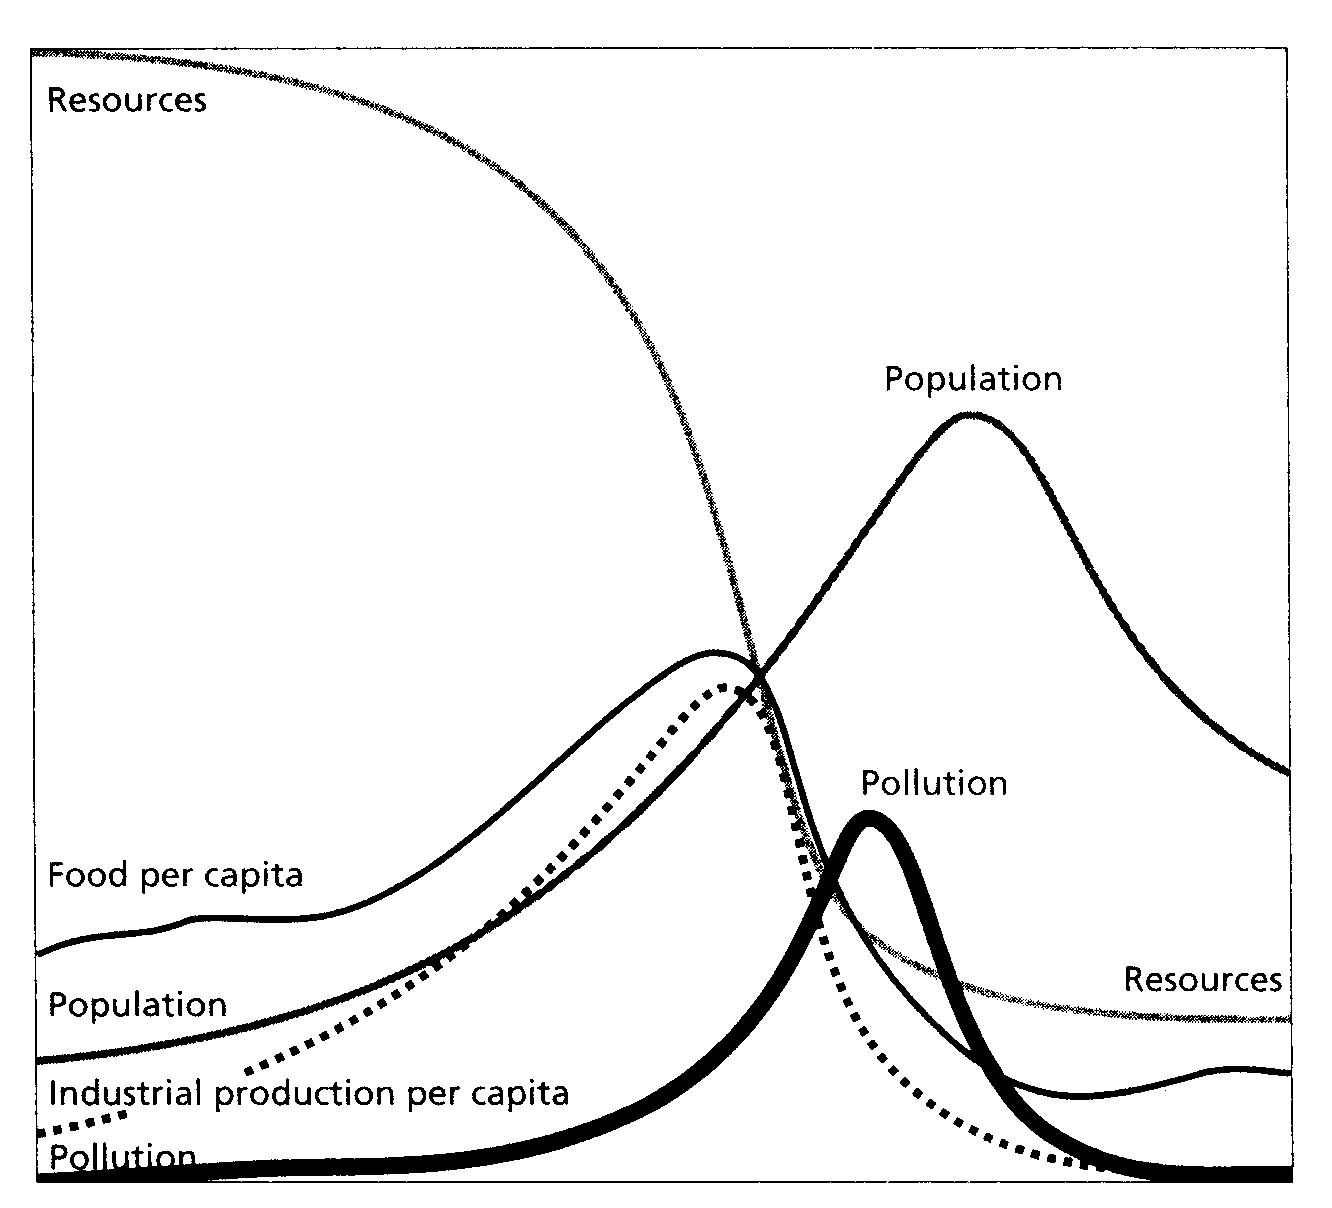 Resources
Population
Pollution
Food per capita
Resources
Population
Industrial production per capita
Pollution